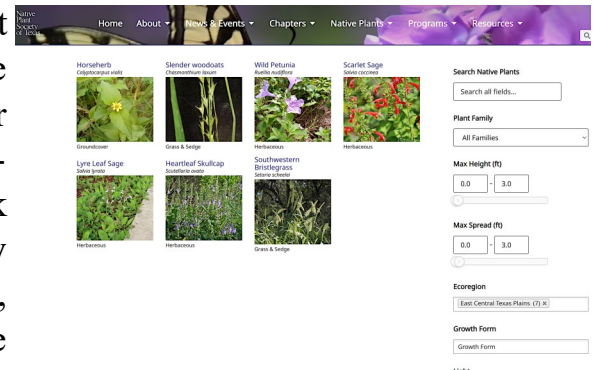 t
e
r
-
k
y
,
e
Native
Plant
Society
of Texas
Home About News & Events Chapters Native Plants Programs Resources
Horseherb
Calyptocarpus vialis
Groundcover
Slender woodoats
Chasmanthium laxum
Grass & Sedge
Wild Petunia
Ruellia nudiflora
Herbaceous
Scarlet Sage
Salvia coccinea
Herbaceous
Lyre Leaf Sage
Salvia lyrata
Herbaceous
Heartleaf Skullcap
Scutellaria ovata
Herbaceous
Southwestern
Bristlegrass
Setaria scheelei
Grass & Sedge
Search Native Plants
Search all fields...
Plant Family
All Families
Max Height (ft)
0.0 - 3.0
Max Spread (ft)
0.0 - 3.0
Ecoregion
East Central Texas Plains (7) ×
Growth Form
Growth Form